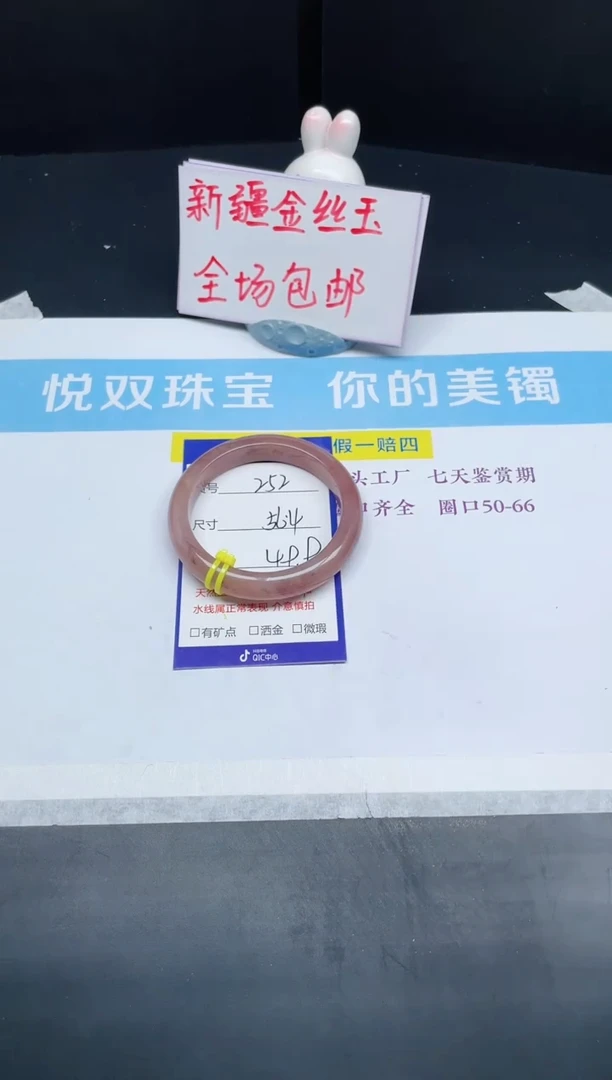 新疆金丝玉
全场包邮
悦双珠宝 你的美镯
假一赔四
头工厂 七天鉴赏期
齐全 圈口50-66
号 252
尺寸 56.4
水线属正常表现 介意慎拍
□有矿点 □洒金 □微瑕
QIC中心